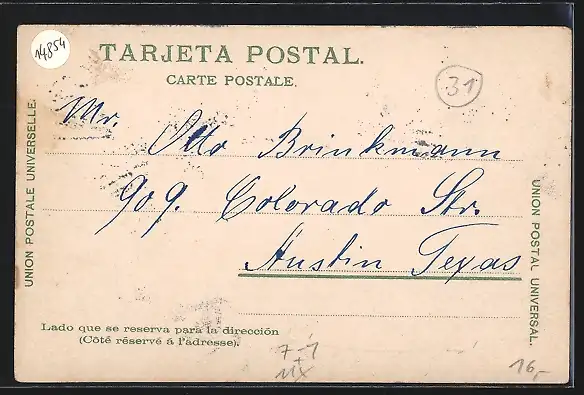 14854
TARJETA POSTAL.
CARTE POSTALE.
31
UNION POSTALE UNIVERSELLE.
Mr.
Otto Brinkmann
909. Colorado Str.
Austin Texas
UNION POSTAL UNIVERSAL.
Lado que se reserva para la dirección
(Côté réservé á l'adresse).
7-1
16,-